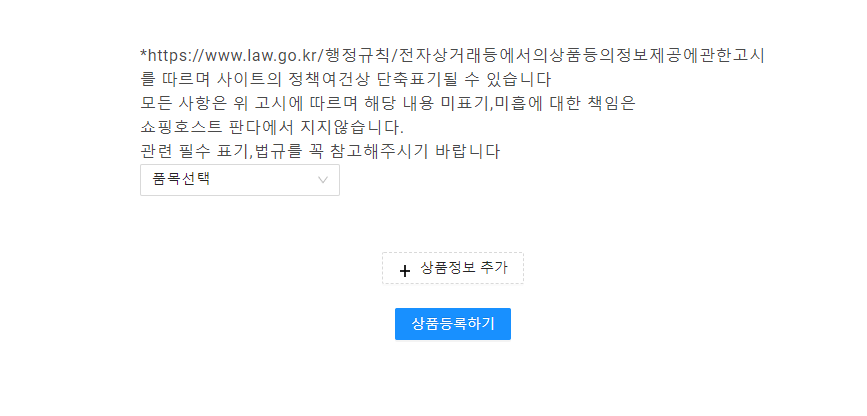 *https://www.law.go.kr/행정규칙/전자상거래등에서의상품등의정보제공에관한고시
를 따르며 사이트의 정책여건상 단축표기될 수 있습니다
모든 사항은 위 고시에 따르며 해당 내용 미표기,미흡에 대한 책임은
쇼핑호스트 판다에서 지지않습니다.
관련 필수 표기,법규를 꼭 참고해주시기 바랍니다
품목선택
+ 상품정보 추가
상품등록하기